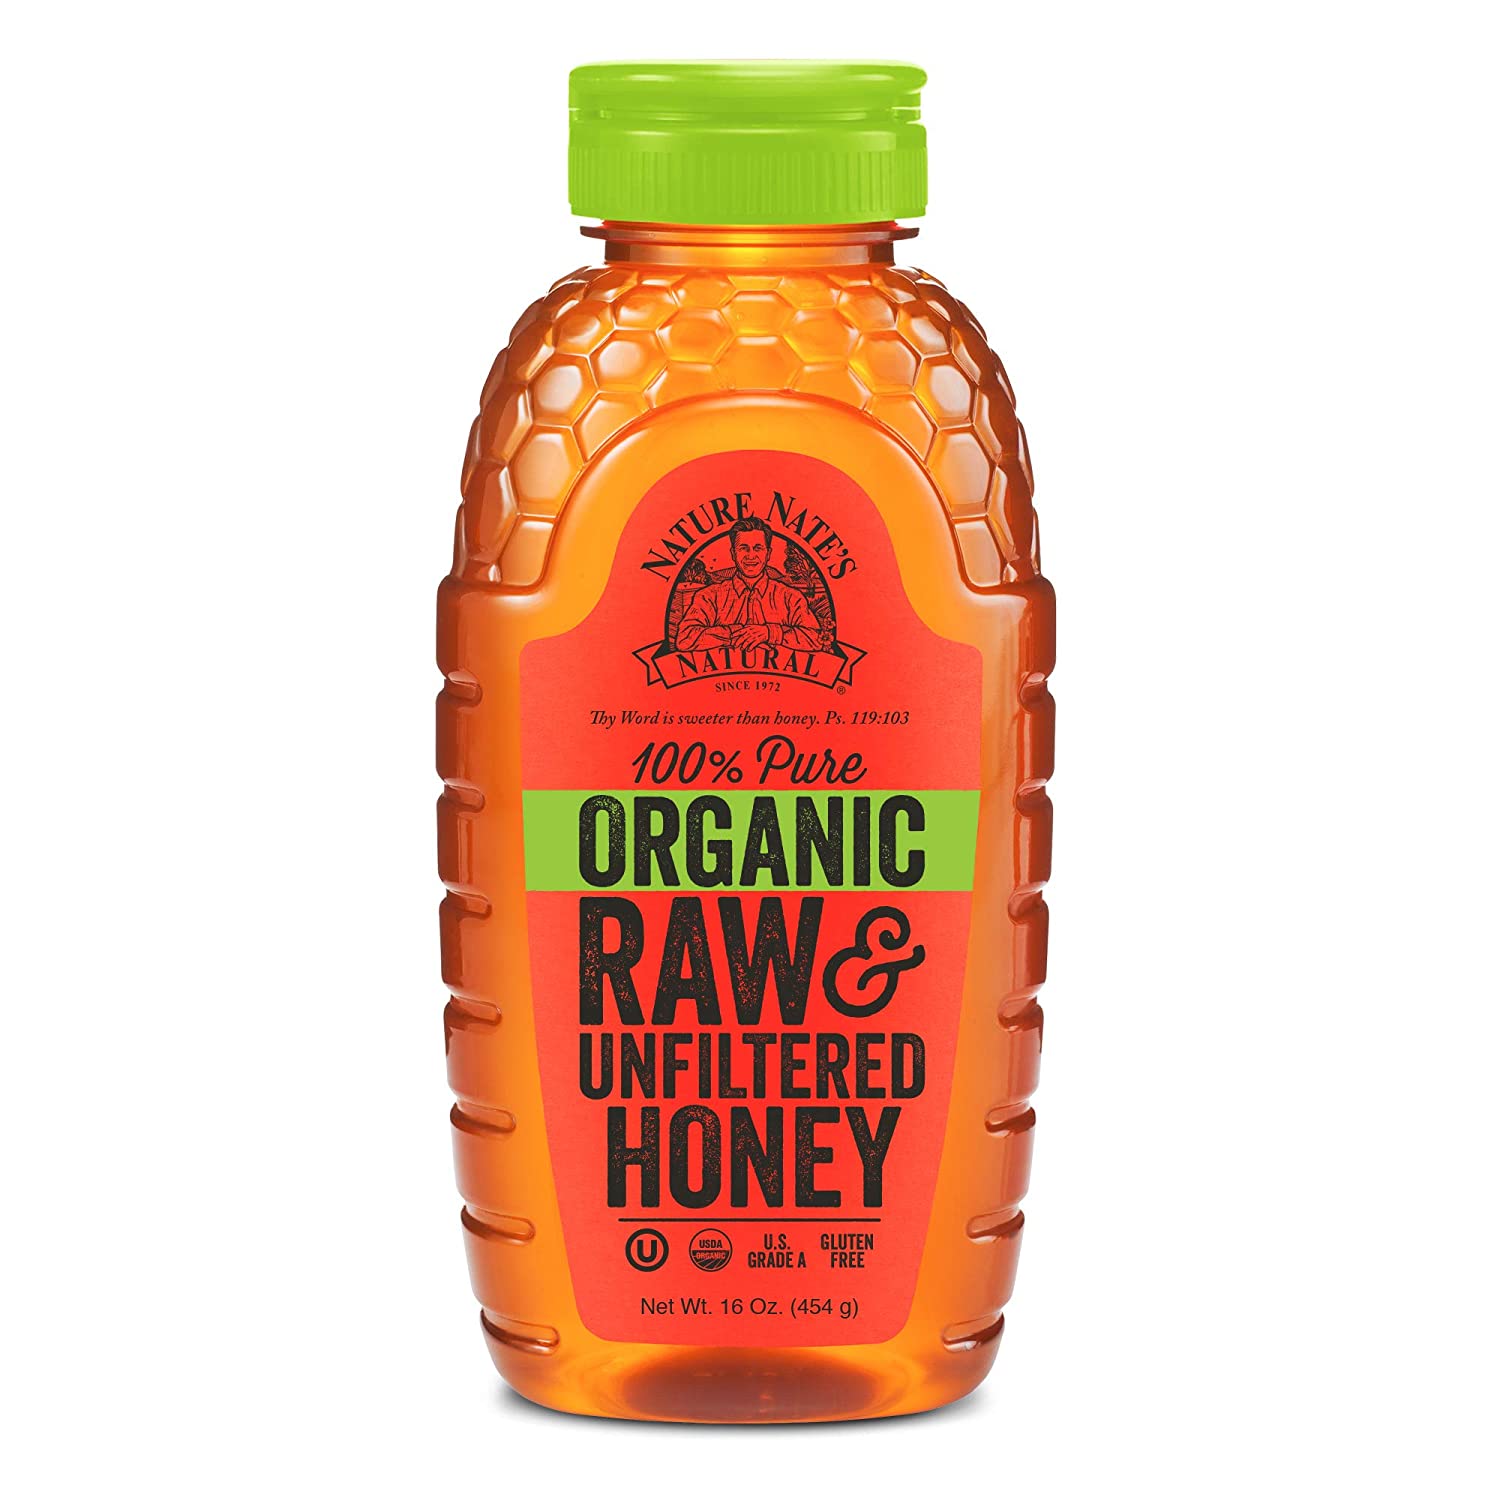 NATURE NATE'S
NATURAL
SINCE 1972
®
Thy Word is sweeter than honey. Ps. 119:103
100% Pure
ORGANIC
RAW &
UNFILTERED
HONEY
U
USDA
ORGANIC
U.S.
GRADE A
GLUTEN
FREE
Net Wt. 16 Oz. (454 g)